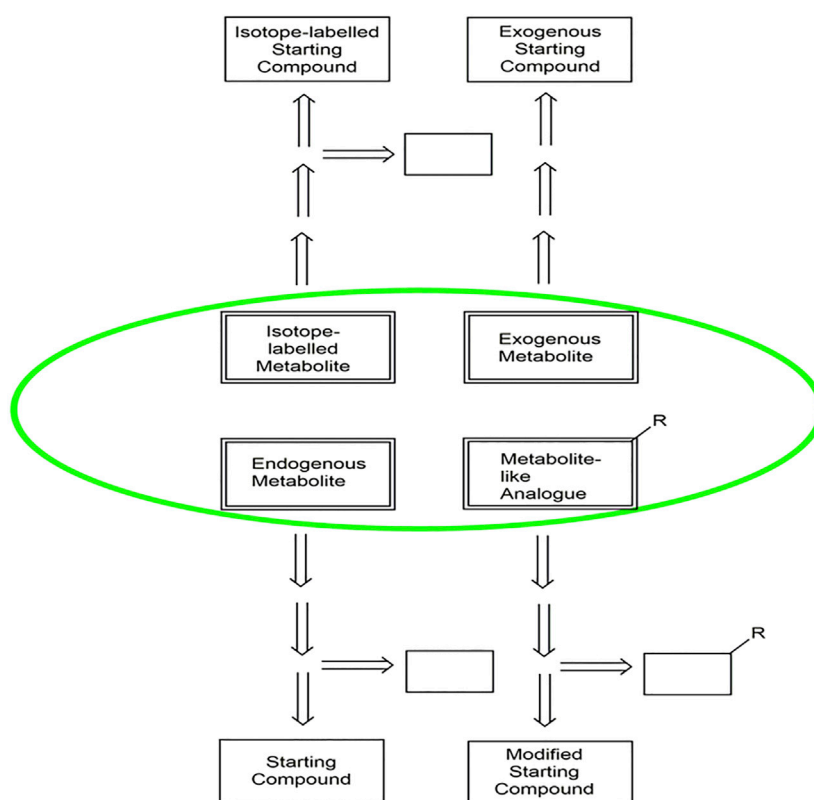 Isotope-labelled
Starting
Compound
Exogenous
Starting
Compound
Isotope-
labelled
Metabolite
Exogenous
Metabolite
R
Endogenous
Metabolite
Metabolite-
like
Analogue
R
Starting
Compound
Modified
Starting
Compound